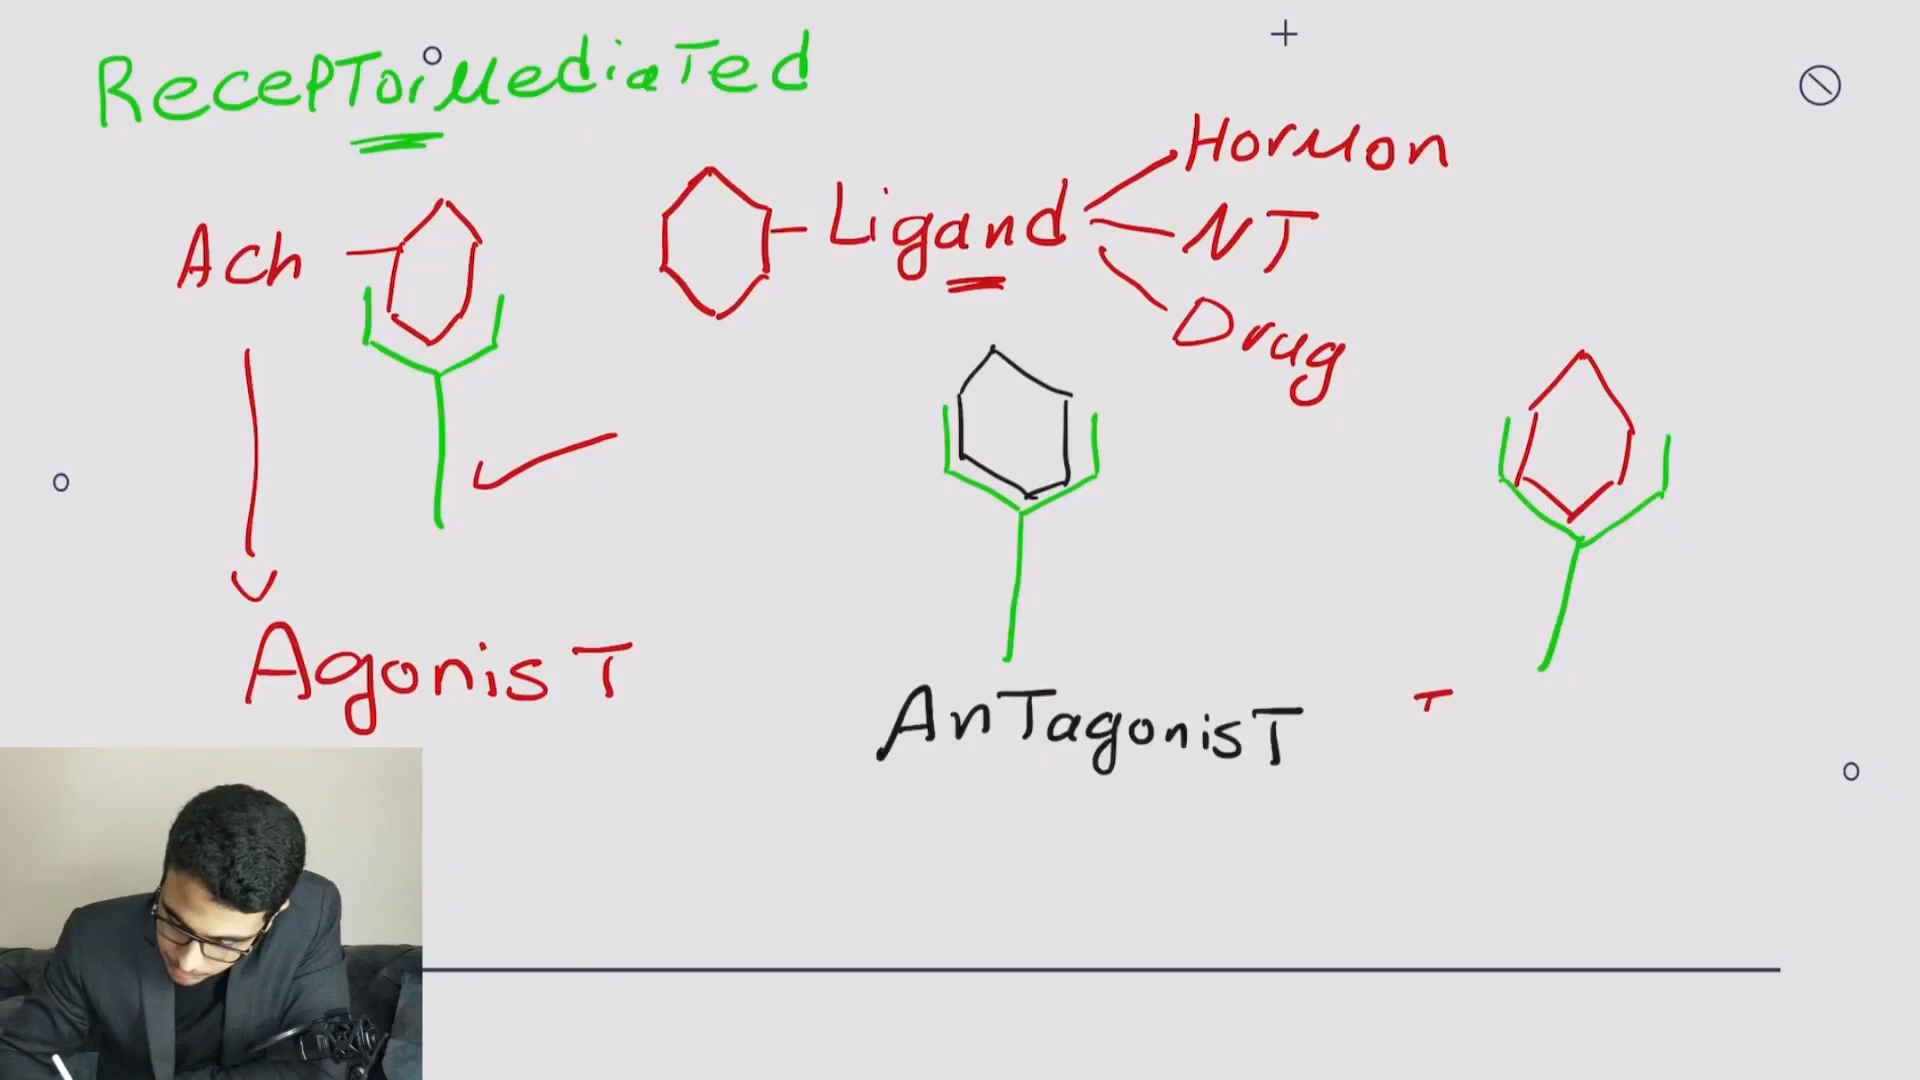 RecepTor Mediated
Hormon
Ach
Ligand
NT
Drug
AgonisT
AnTagonisT
T